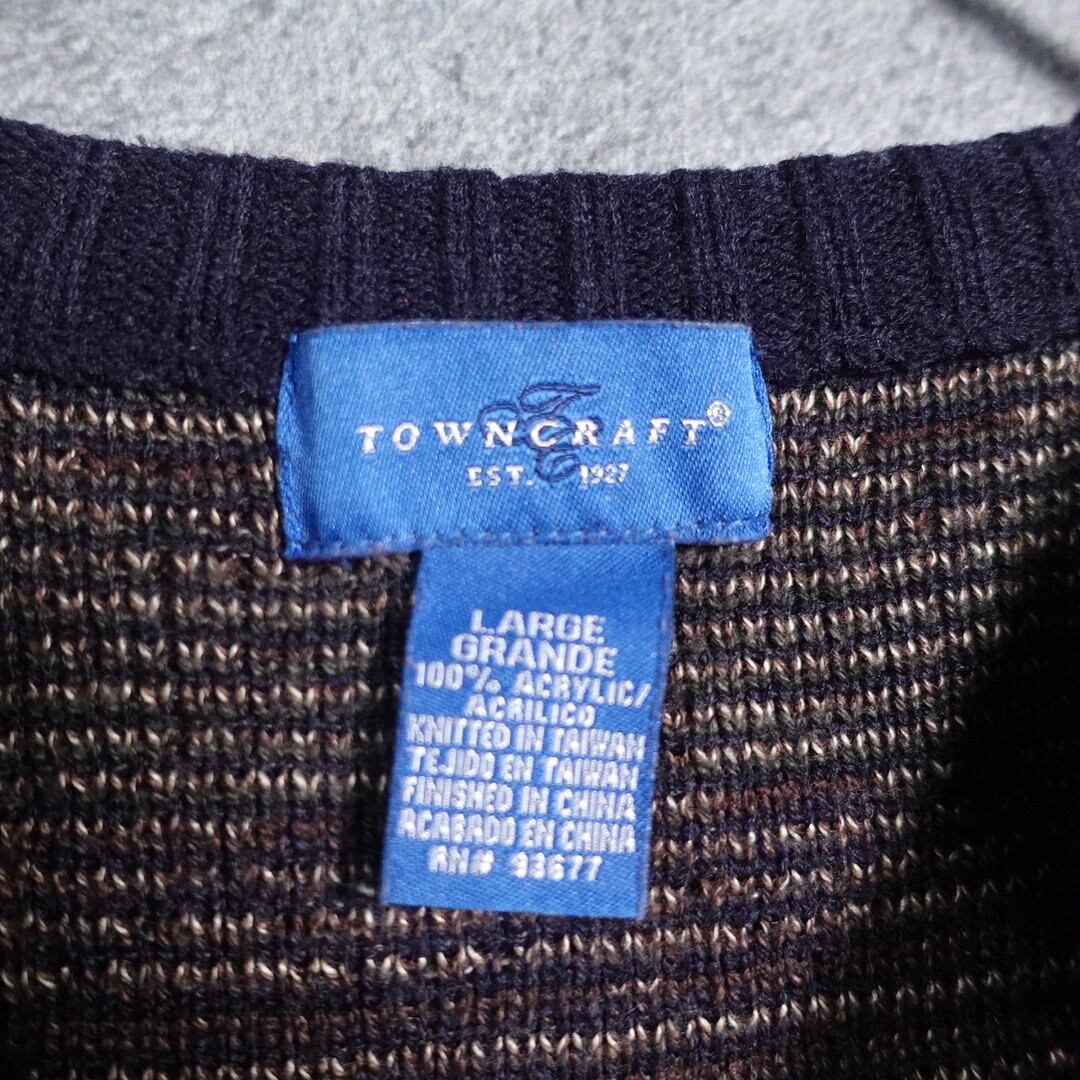 TOWNCRAFT®
EST. 1927
LARGE
GRANDE
100% ACRYLIC/
ACRILICO
KNITTED IN TAIWAN
TEJIDO EN TAIWAN
FINISHED IN CHINA
ACABADO EN CHINA
RN# 93677